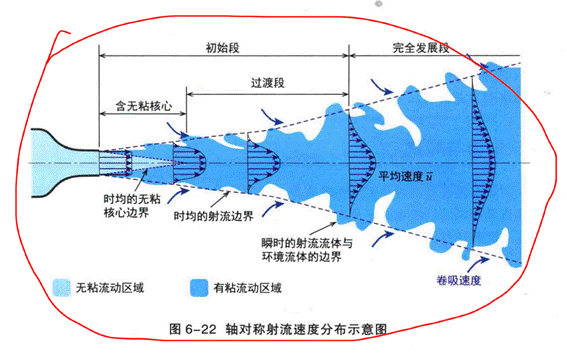 初始段
完全发展段
过渡段
含无粘核心
平均速度 ū
时均的无粘
核心边界
时均的射流边界
瞬时的射流流体与
环境流体的边界
卷吸速度
无粘流动区域
有粘流动区域
图 6-22 轴对称射流速度分布示意图